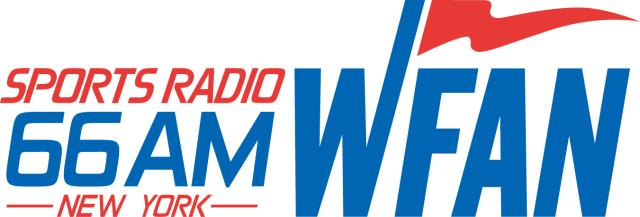 SPORTS RADIO
66 AM
NEW YORK
WFAN